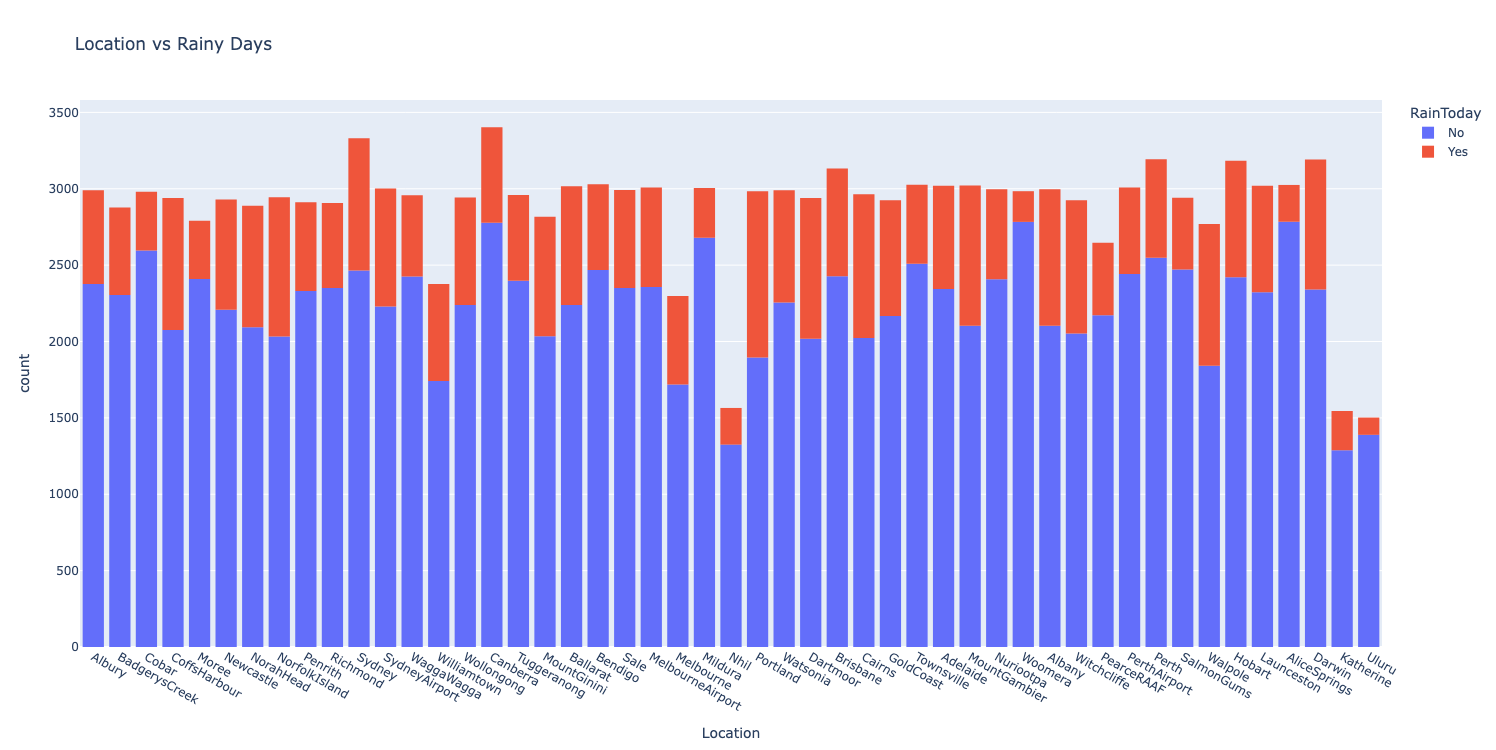 Location vs Rainy Days
RainToday
No
Yes
3500
3000
2500
2000
1500
1000
500
0
count
Albury
BadgerysCreek
Cobar
CoffsHarbour
Moree
Newcastle
NorahHead
NorfolkIsland
Penrith
Richmond
Sydney
SydneyAirport
WaggaWagga
Williamtown
Wollongong
Canberra
Tuggeranong
MountGinini
Ballarat
Bendigo
Sale
MelbourneAirport
Melbourne
Mildura
Nhil
Portland
Watsonia
Dartmoor
Brisbane
Cairns
GoldCoast
Townsville
Adelaide
MountGambier
Nuriootpa
Woomera
Albany
Witchcliffe
PearceRAAF
PerthAirport
Perth
SalmonGums
Walpole
Hobart
Launceston
AliceSprings
Darwin
Katherine
Uluru
Location